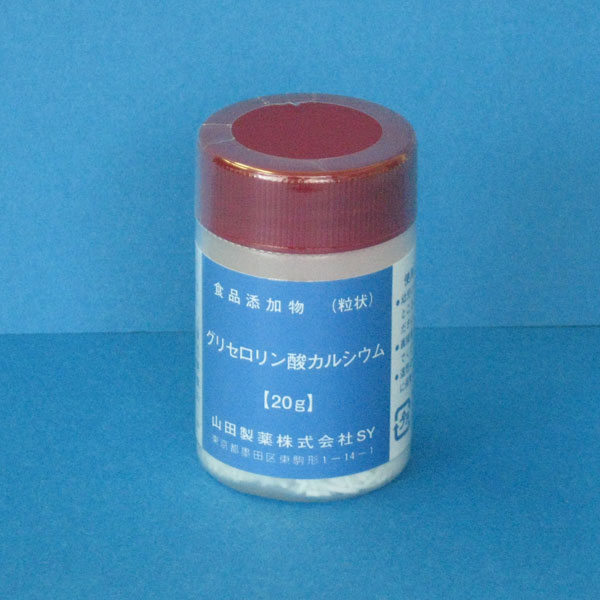 食品添加物 (粒状)
グリセロリン酸カルシウム
【20g】
山田製薬株式会社SY
東京都墨田区東駒形1-14-1